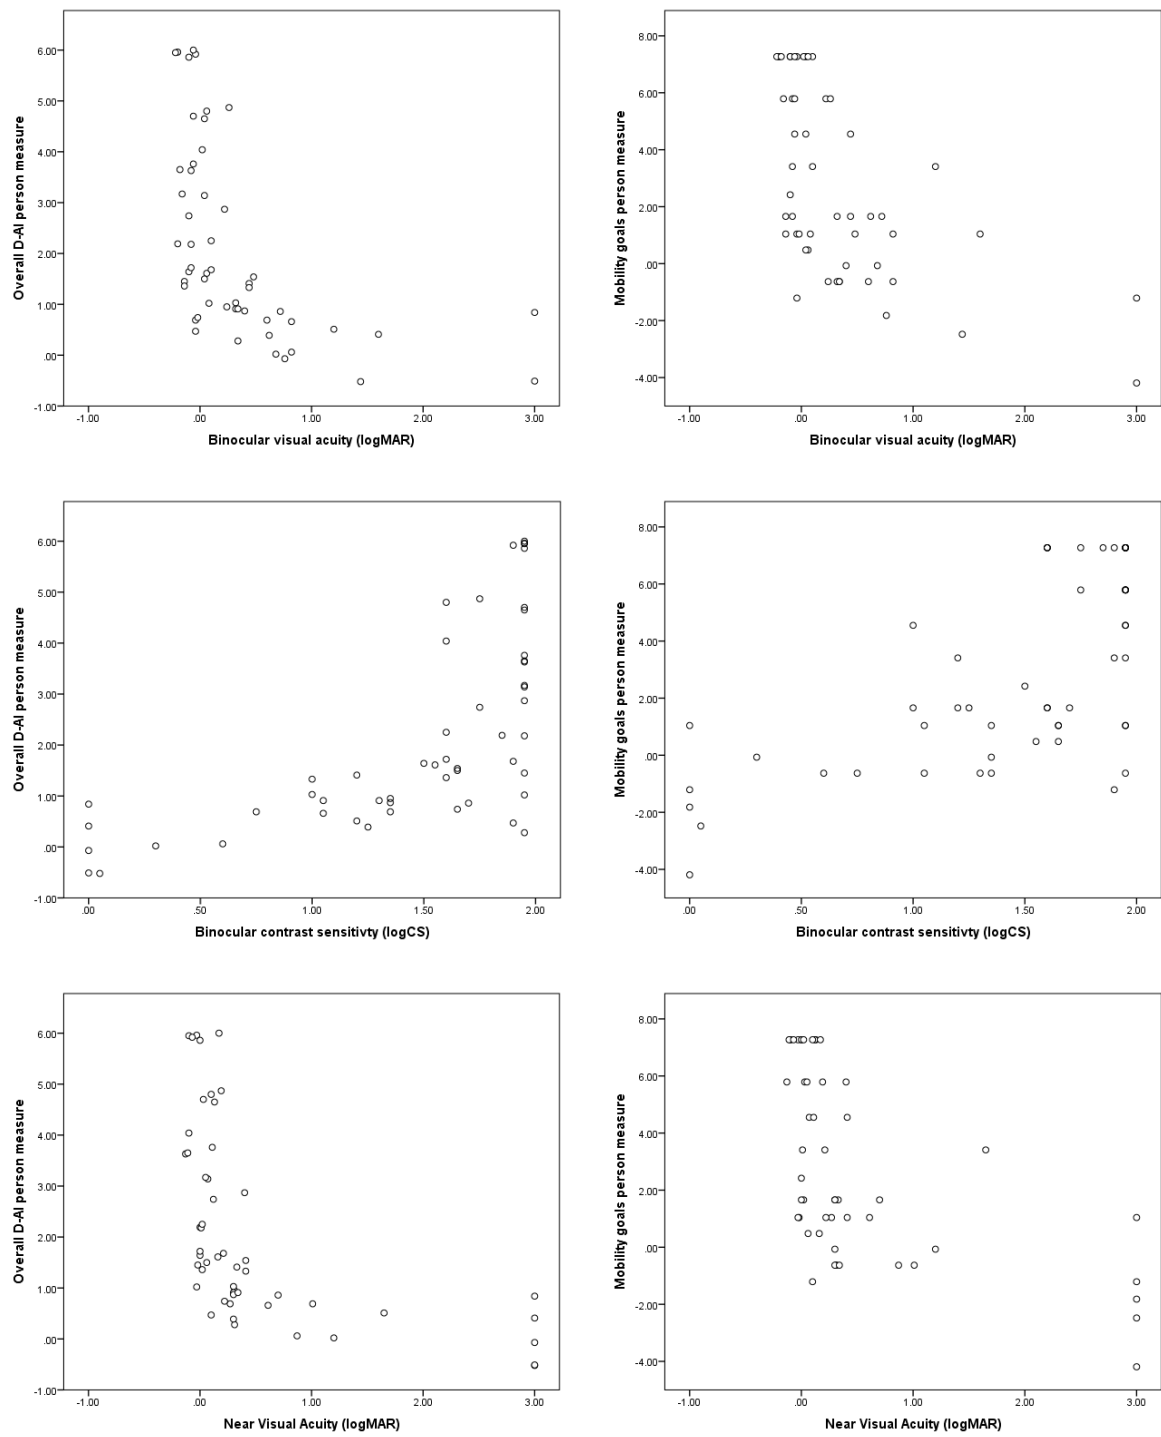 Overall D-AI person measure
6.00
5.00
4.00
3.00
2.00
1.00
.00
-1.00
-1.00 .00 1.00 2.00 3.00
Binocular visual acuity (logMAR)
Mobility goals person measure
8.00
6.00
4.00
2.00
.00
-2.00
-4.00
-1.00 .00 1.00 2.00 3.00
Binocular visual acuity (logMAR)
Overall D-AI person measure
6.00
5.00
4.00
3.00
2.00
1.00
.00
-1.00
.00 .50 1.00 1.50 2.00
Binocular contrast sensitivty (logCS)
Mobility goals person measure
8.00
6.00
4.00
2.00
.00
-2.00
-4.00
.00 .50 1.00 1.50 2.00
Binocular contrast sensitivty (logCS)
Overall D-AI person measure
6.00
5.00
4.00
3.00
2.00
1.00
.00
-1.00
-1.00 .00 1.00 2.00 3.00
Near Visual Acuity (logMAR)
Mobility goals person measure
8.00
6.00
4.00
2.00
.00
-2.00
-4.00
-1.00 .00 1.00 2.00 3.00
Near Visual Acuity (logMAR)